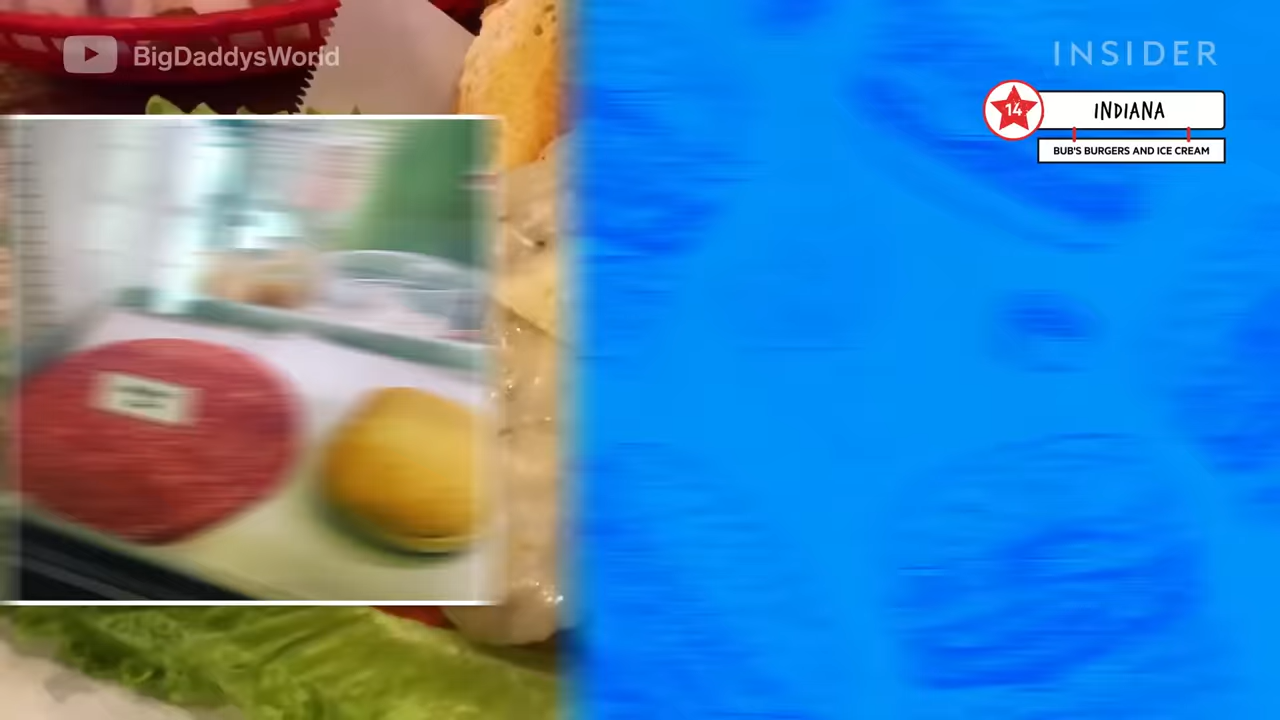 BigDaddysWorld
INSIDER
14
INDIANA
BUB'S BURGERS AND ICE CREAM